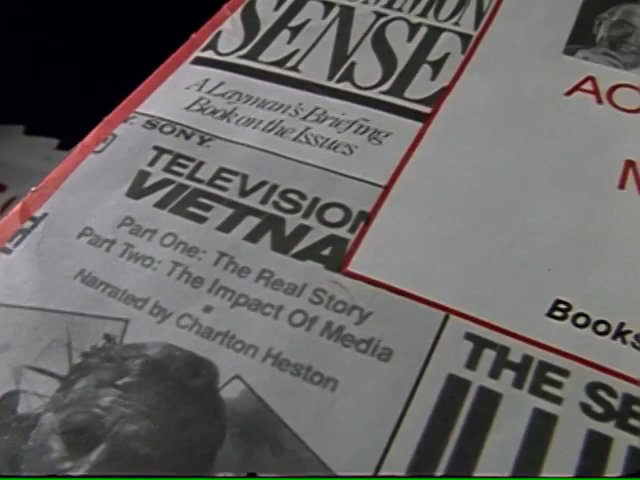 SENSE
A Layman's Briefing
Book on the Issues
SONY.
TELEVISION
VIETNA
Part One: The Real Story
Part Two: The Impact Of Media
Narrated by Charlton Heston
AC
Books
THE SE